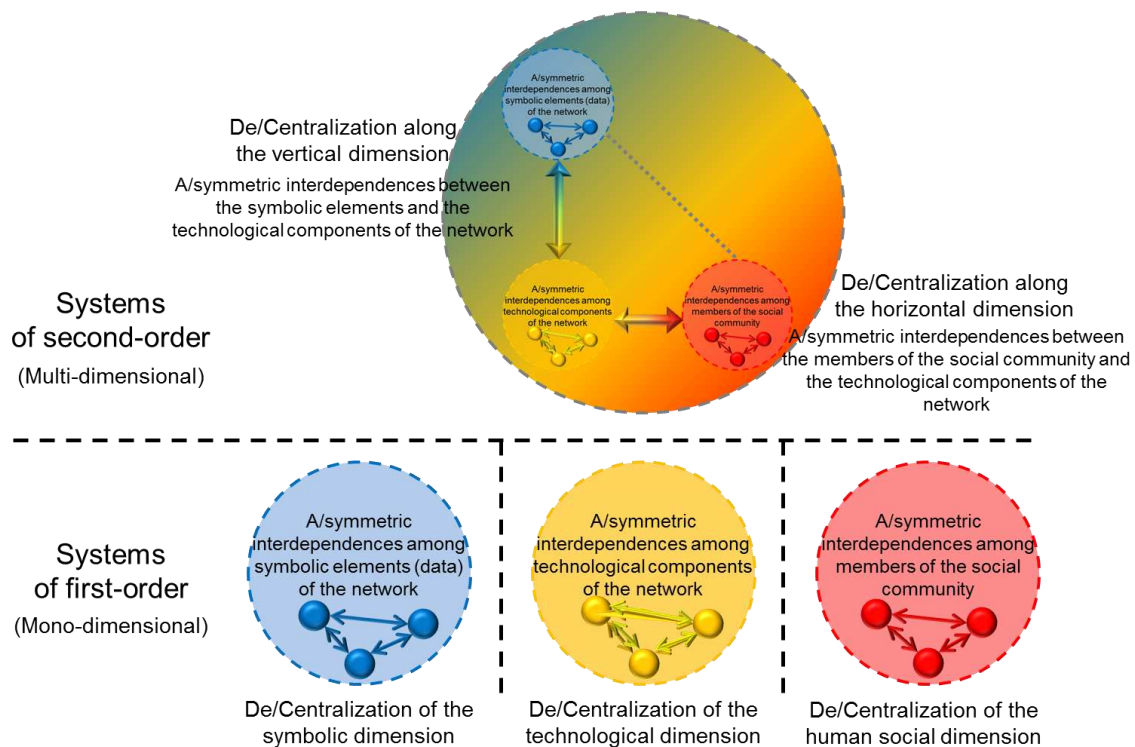 A/symmetric
interdependences among
symbolic elements (data)
of the network
De/Centralization along
the vertical dimension
A/symmetric interdependences between
the symbolic elements and the
technological components of the network
A/symmetric
interdependences among
technological components
of the network
A/symmetric
interdependences among
members of the social
community
De/Centralization along
the horizontal dimension
A/symmetric interdependences between
the members of the social community and
the technological components of the
network
Systems
of second-order
(Multi-dimensional)
Systems
of first-order
(Mono-dimensional)
A/symmetric
interdependences among
symbolic elements (data)
of the network
De/Centralization of the
symbolic dimension
A/symmetric
interdependences among
technological components
of the network
De/Centralization of the
technological dimension
A/symmetric
interdependences among
members of the social
community
De/Centralization of the
human social dimension